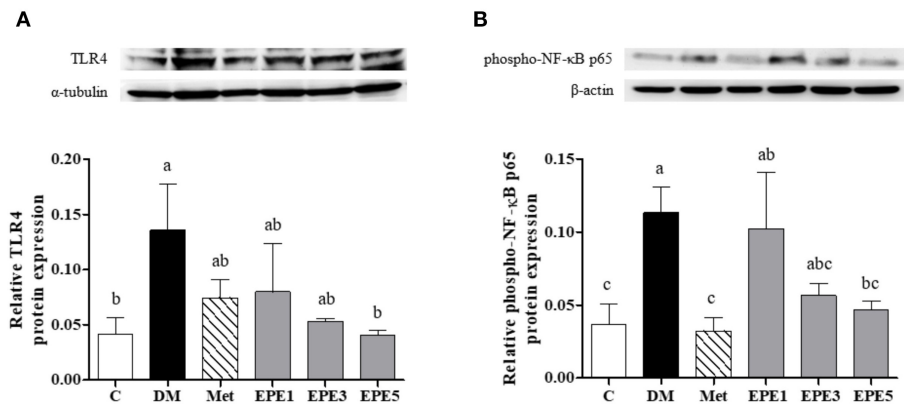 A
TLR4
α-tubulin
Relative TLR4
protein expression
0.20
0.15
0.10
0.05
0.00
a
b
ab
ab
ab
b
C DM Met EPE1 EPE3 EPE5
B
phospho-NF-κB p65
β-actin
Relative phospho-NF-κB p65
protein expression
0.15
0.10
0.05
0.00
ab
a
abc
c
c
bc
C DM Met EPE1 EPE3 EPE5